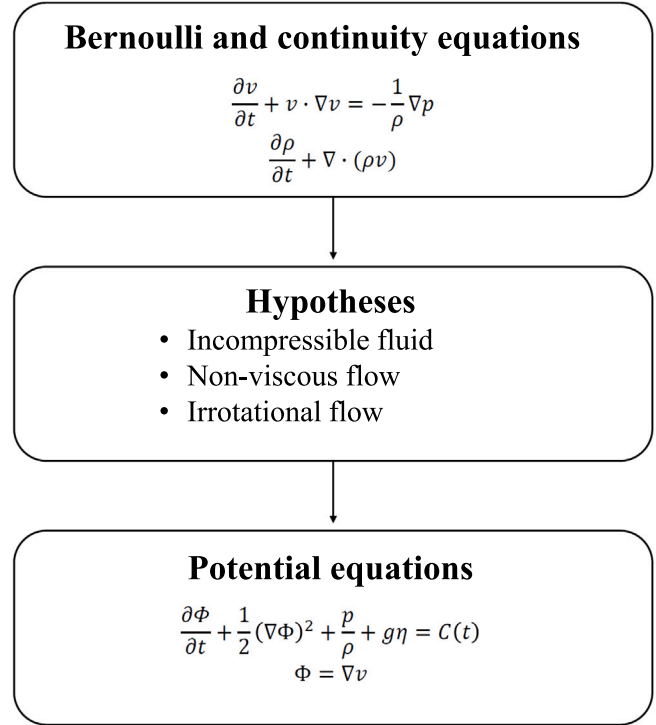 Bernoulli and continuity equations
∂v/∂t + v · ∇v = −1/ρ ∇p
∂ρ/∂t + ∇ · (ρv)
Hypotheses
• Incompressible fluid
• Non-viscous flow
• Irrotational flow
Potential equations
∂Φ/∂t + 1/2 (∇Φ)² + p/ρ + gη = C(t)
Φ = ∇v